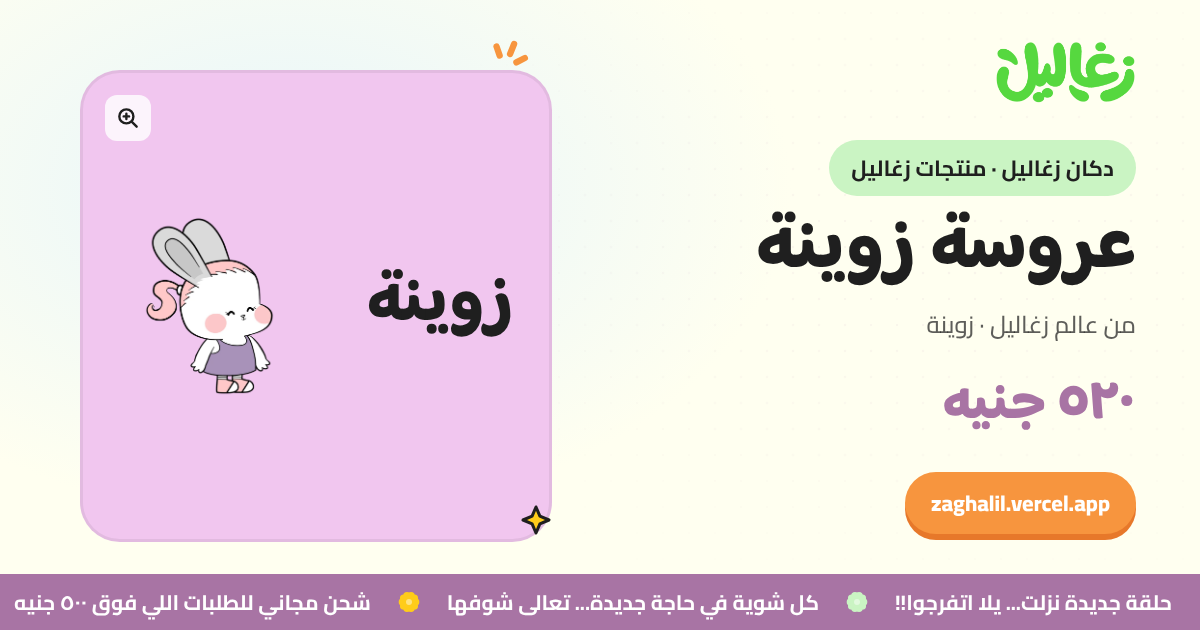 زغاليل
دكان زغاليل · منتجات زغاليل
عروسة زوينة
من عالم زغاليل · زوينة
٥٢٠ جنيه
zaghalil.vercel.app
زوينة
حلقة جديدة نزلت... يلا اتفرجوا!! كل شوية في حاجة جديدة... تعالى شوفها شحن مجاني للطلبات اللي فوق ٥٠٠ جنيه